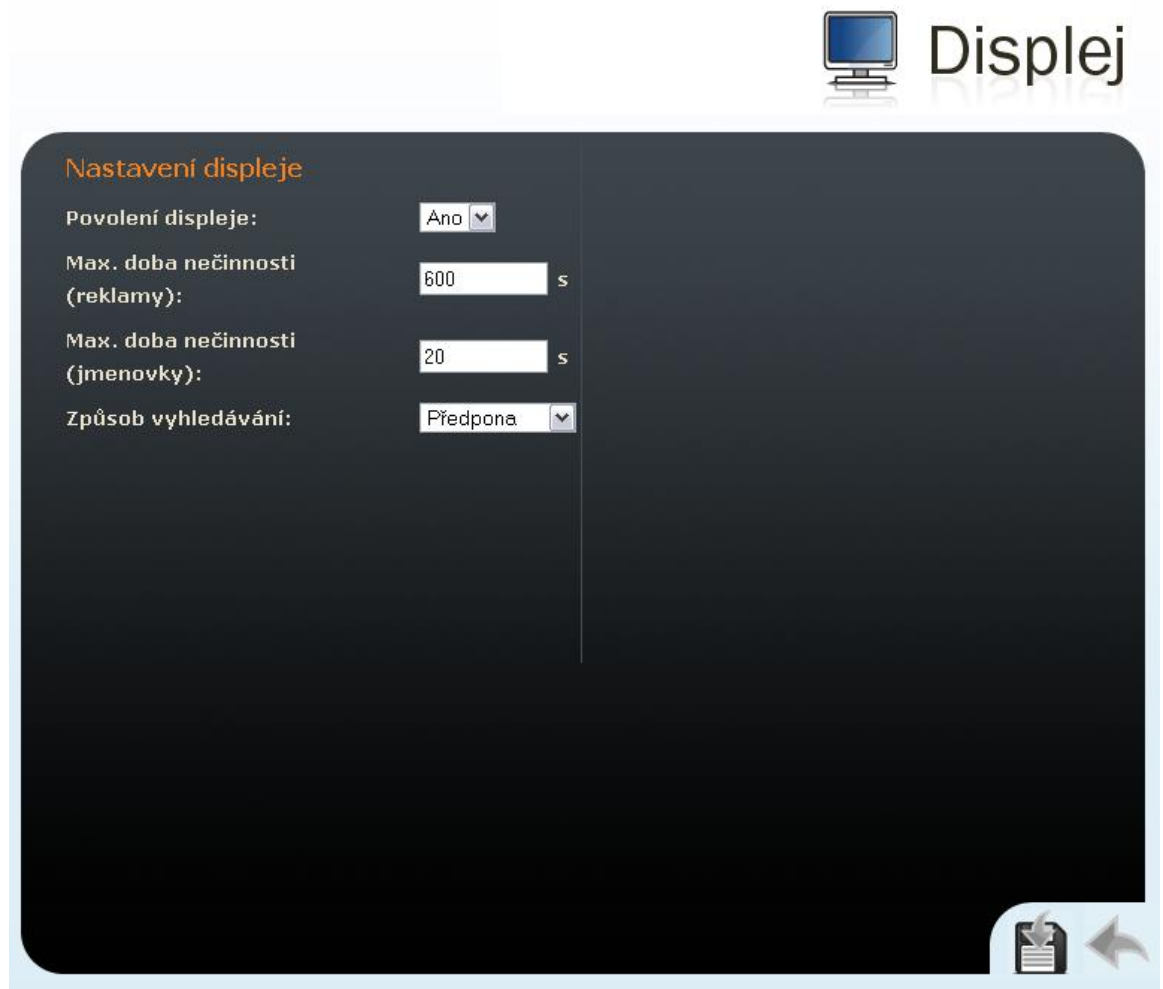 Displej
Nastavení displeje
Povolení displeje: Ano
Max. doba nečinnosti
(reklamy): 600 s
Max. doba nečinnosti
(jmenovky): 20 s
Způsob vyhledávání: Předpona